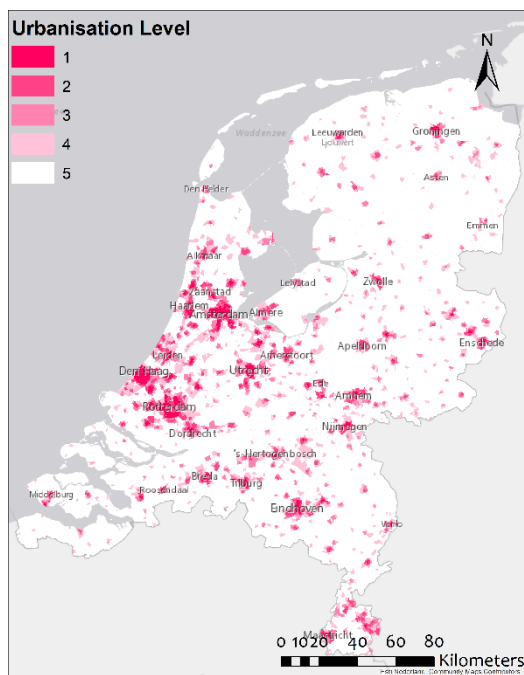 Urbanisation Level
1
2
3
4
5
N
Waddenzee
Leeuwarden
Ljouwert
Groningen
Assen
Den Helder
Emmen
Alkmaar
Lelystad
Zwolle
Zaanstad
Haarlem
Amsterdam
Almere
Enschede
Leiden
Amersfoort
Apeldoorn
Den Haag
Utrecht
Ede
Arnhem
Rotterdam
Nijmegen
Dordrecht
's-Hertogenbosch
Breda
Tilburg
Middelburg
Roosendaal
Eindhoven
Venlo
Maastricht
0 10 20 40 60 80
Kilometers
Esri Nederland, Community Maps Contributors